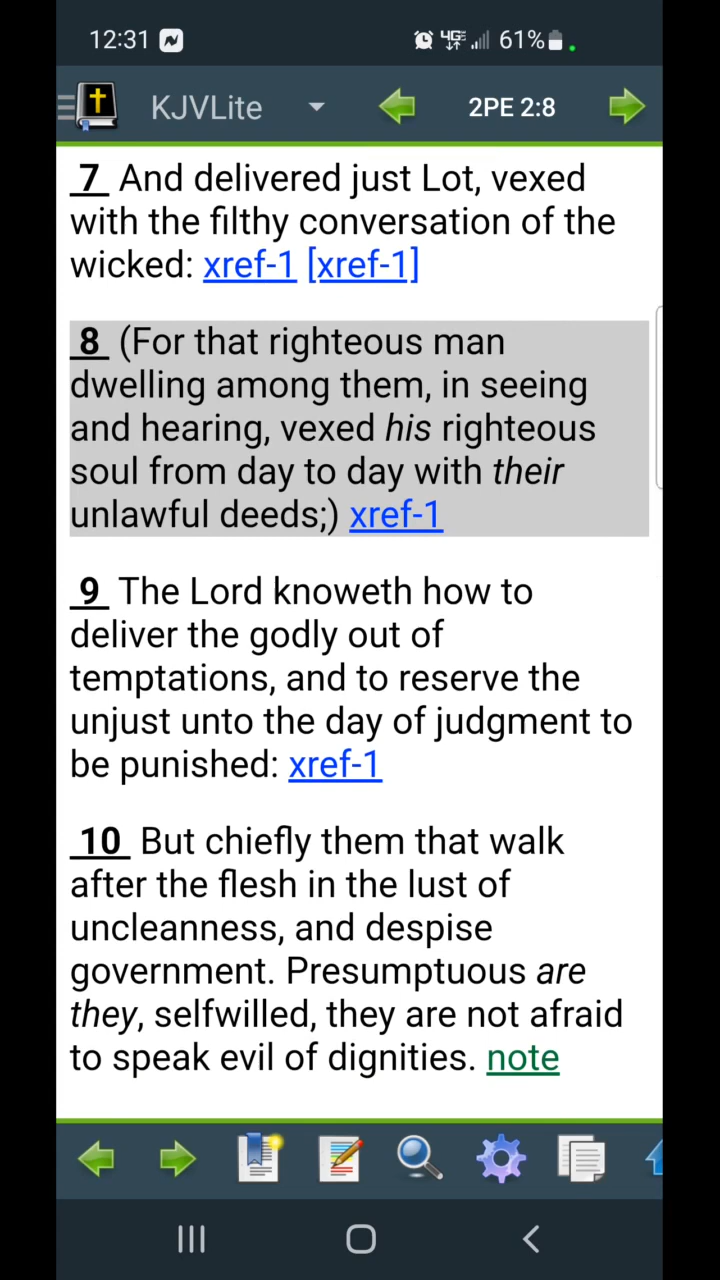 12:31 4G 61%
KJVLite 2PE 2:8
7 And delivered just Lot, vexed
with the filthy conversation of the
wicked: xref-1 [xref-1]
8 (For that righteous man
dwelling among them, in seeing
and hearing, vexed his righteous
soul from day to day with their
unlawful deeds;) xref-1
9 The Lord knoweth how to
deliver the godly out of
temptations, and to reserve the
unjust unto the day of judgment to
be punished: xref-1
10 But chiefly them that walk
after the flesh in the lust of
uncleanness, and despise
government. Presumptuous are
they, selfwilled, they are not afraid
to speak evil of dignities. note